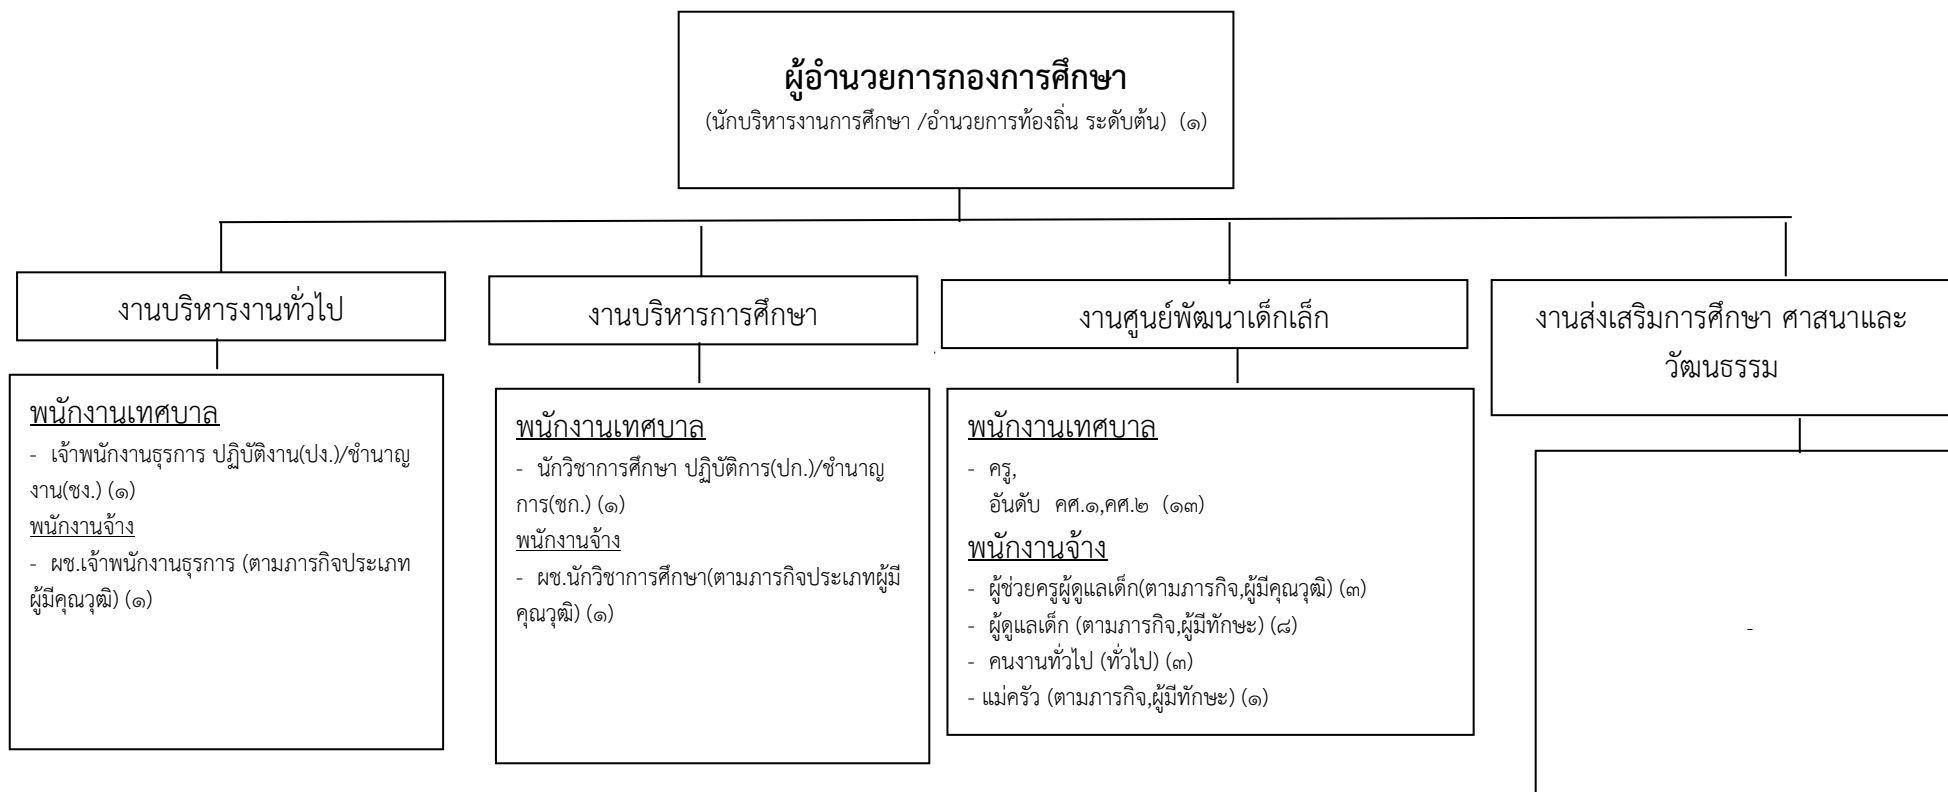 ผู้อำนวยการกองการศึกษา
(นักบริหารงานการศึกษา /อำนวยการท้องถิ่น ระดับต้น) (๑)
งานบริหารงานทั่วไป
พนักงานเทศบาล
- เจ้าพนักงานธุรการ ปฏิบัติงาน(ปง.)/ชำนาญ
งาน(ชง.) (๑)
พนักงานจ้าง
- ผช.เจ้าพนักงานธุรการ (ตามภารกิจประเภท
ผู้มีคุณวุฒิ) (๑)
งานบริหารการศึกษา
พนักงานเทศบาล
- นักวิชาการศึกษา ปฏิบัติการ(ปก.)/ชำนาญ
การ(ชก.) (๑)
พนักงานจ้าง
- ผช.นักวิชาการศึกษา(ตามภารกิจประเภทผู้มี
คุณวุฒิ) (๑)
งานศูนย์พัฒนาเด็กเล็ก
พนักงานเทศบาล
- ครู,
อันดับ คศ.๑,คศ.๒ (๑๓)
พนักงานจ้าง
- ผู้ช่วยครูผู้ดูแลเด็ก(ตามภารกิจ,ผู้มีคุณวุฒิ) (๓)
- ผู้ดูแลเด็ก (ตามภารกิจ,ผู้มีทักษะ) (๘)
- คนงานทั่วไป (ทั่วไป) (๓)
- แม่ครัว (ตามภารกิจ,ผู้มีทักษะ) (๑)
งานส่งเสริมการศึกษา ศาสนาและ
วัฒนธรรม
-